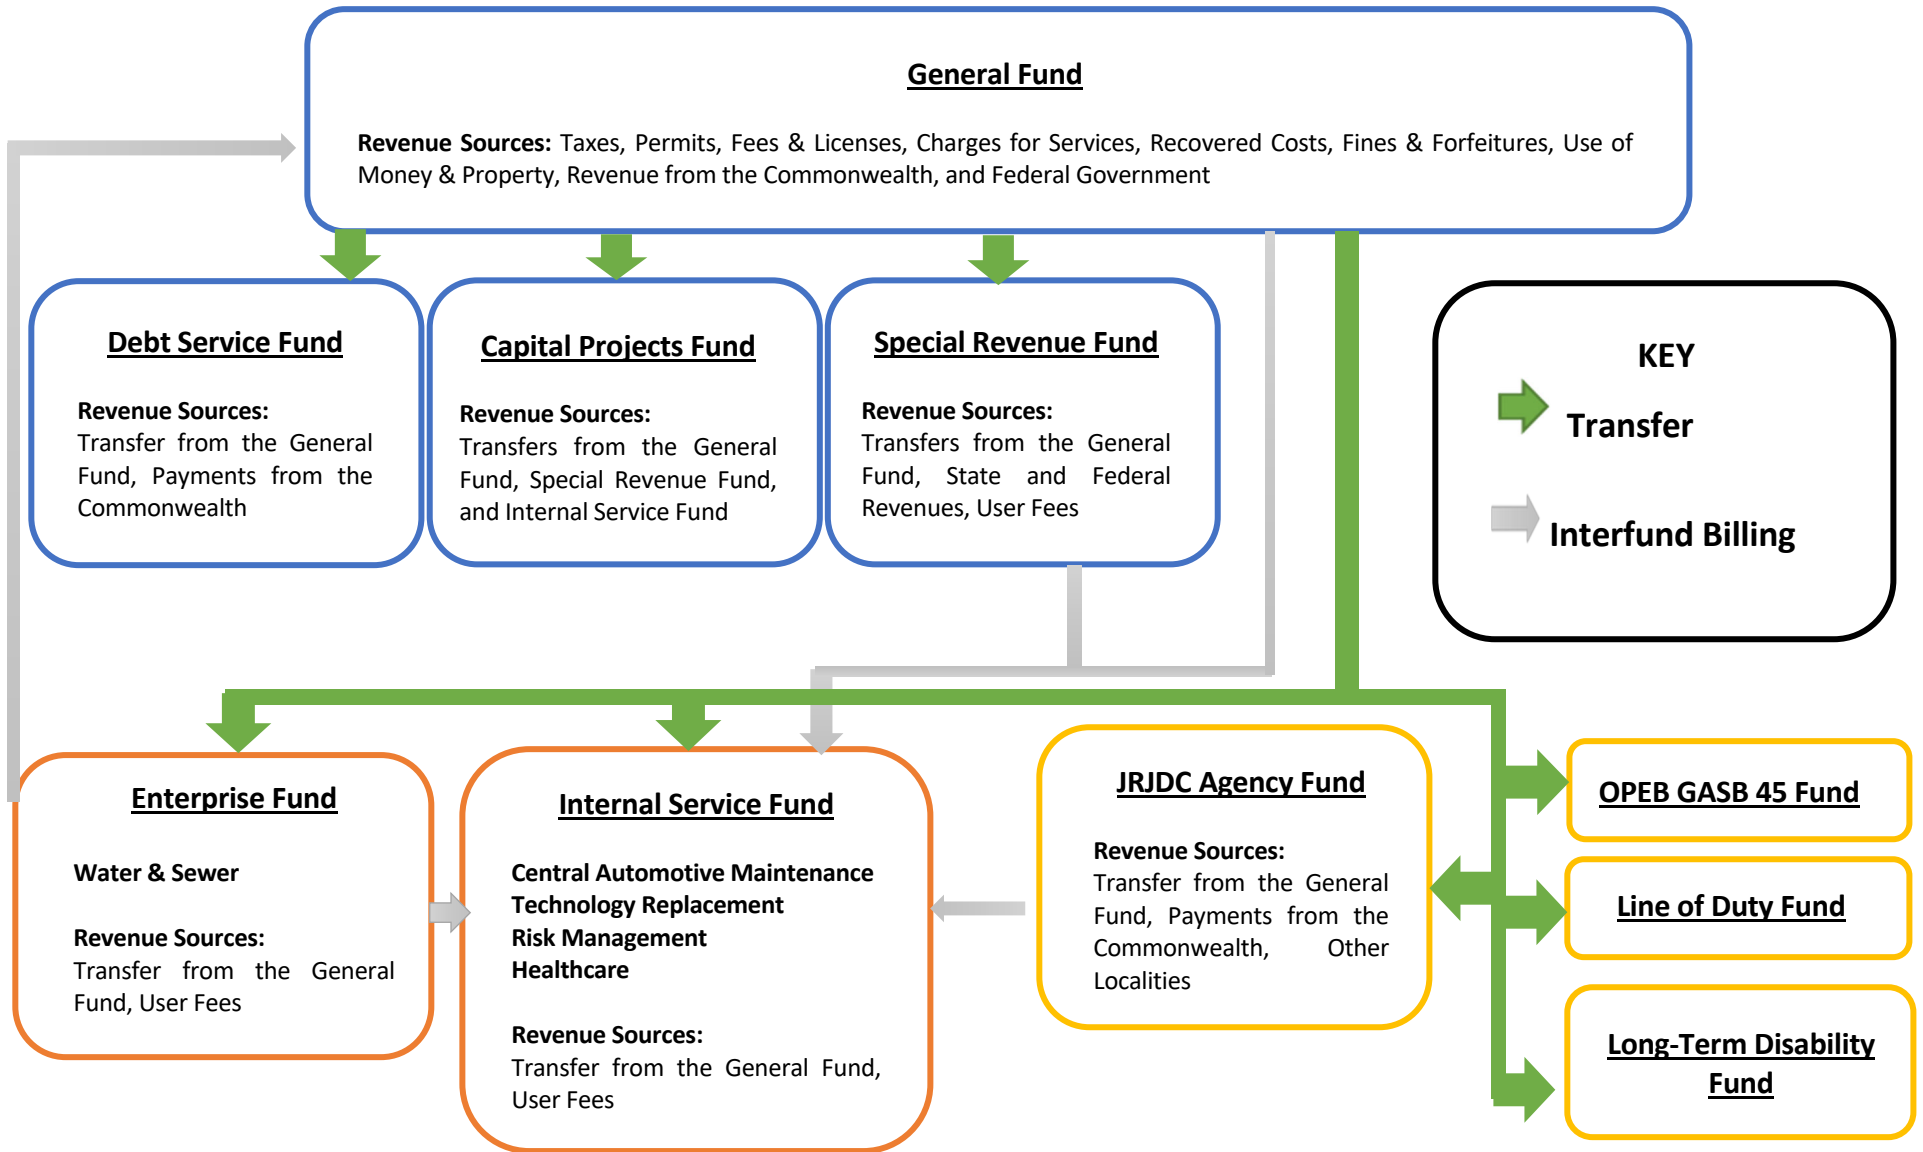 General Fund
Revenue Sources: Taxes, Permits, Fees & Licenses, Charges for Services, Recovered Costs, Fines & Forfeitures, Use of
Money & Property, Revenue from the Commonwealth, and Federal Government
Debt Service Fund
Revenue Sources:
Transfer from the General
Fund, Payments from the
Commonwealth
Capital Projects Fund
Revenue Sources:
Transfers from the General
Fund, Special Revenue Fund,
and Internal Service Fund
Special Revenue Fund
Revenue Sources:
Transfers from the General
Fund, State and Federal
Revenues, User Fees
KEY
Transfer
Interfund Billing
Enterprise Fund
Water & Sewer
Revenue Sources:
Transfer from the General
Fund, User Fees
Internal Service Fund
Central Automotive Maintenance
Technology Replacement
Risk Management
Healthcare
Revenue Sources:
Transfer from the General Fund,
User Fees
JRJDC Agency Fund
Revenue Sources:
Transfer from the General
Fund, Payments from the
Commonwealth, Other
Localities
OPEB GASB 45 Fund
Line of Duty Fund
Long-Term Disability
Fund